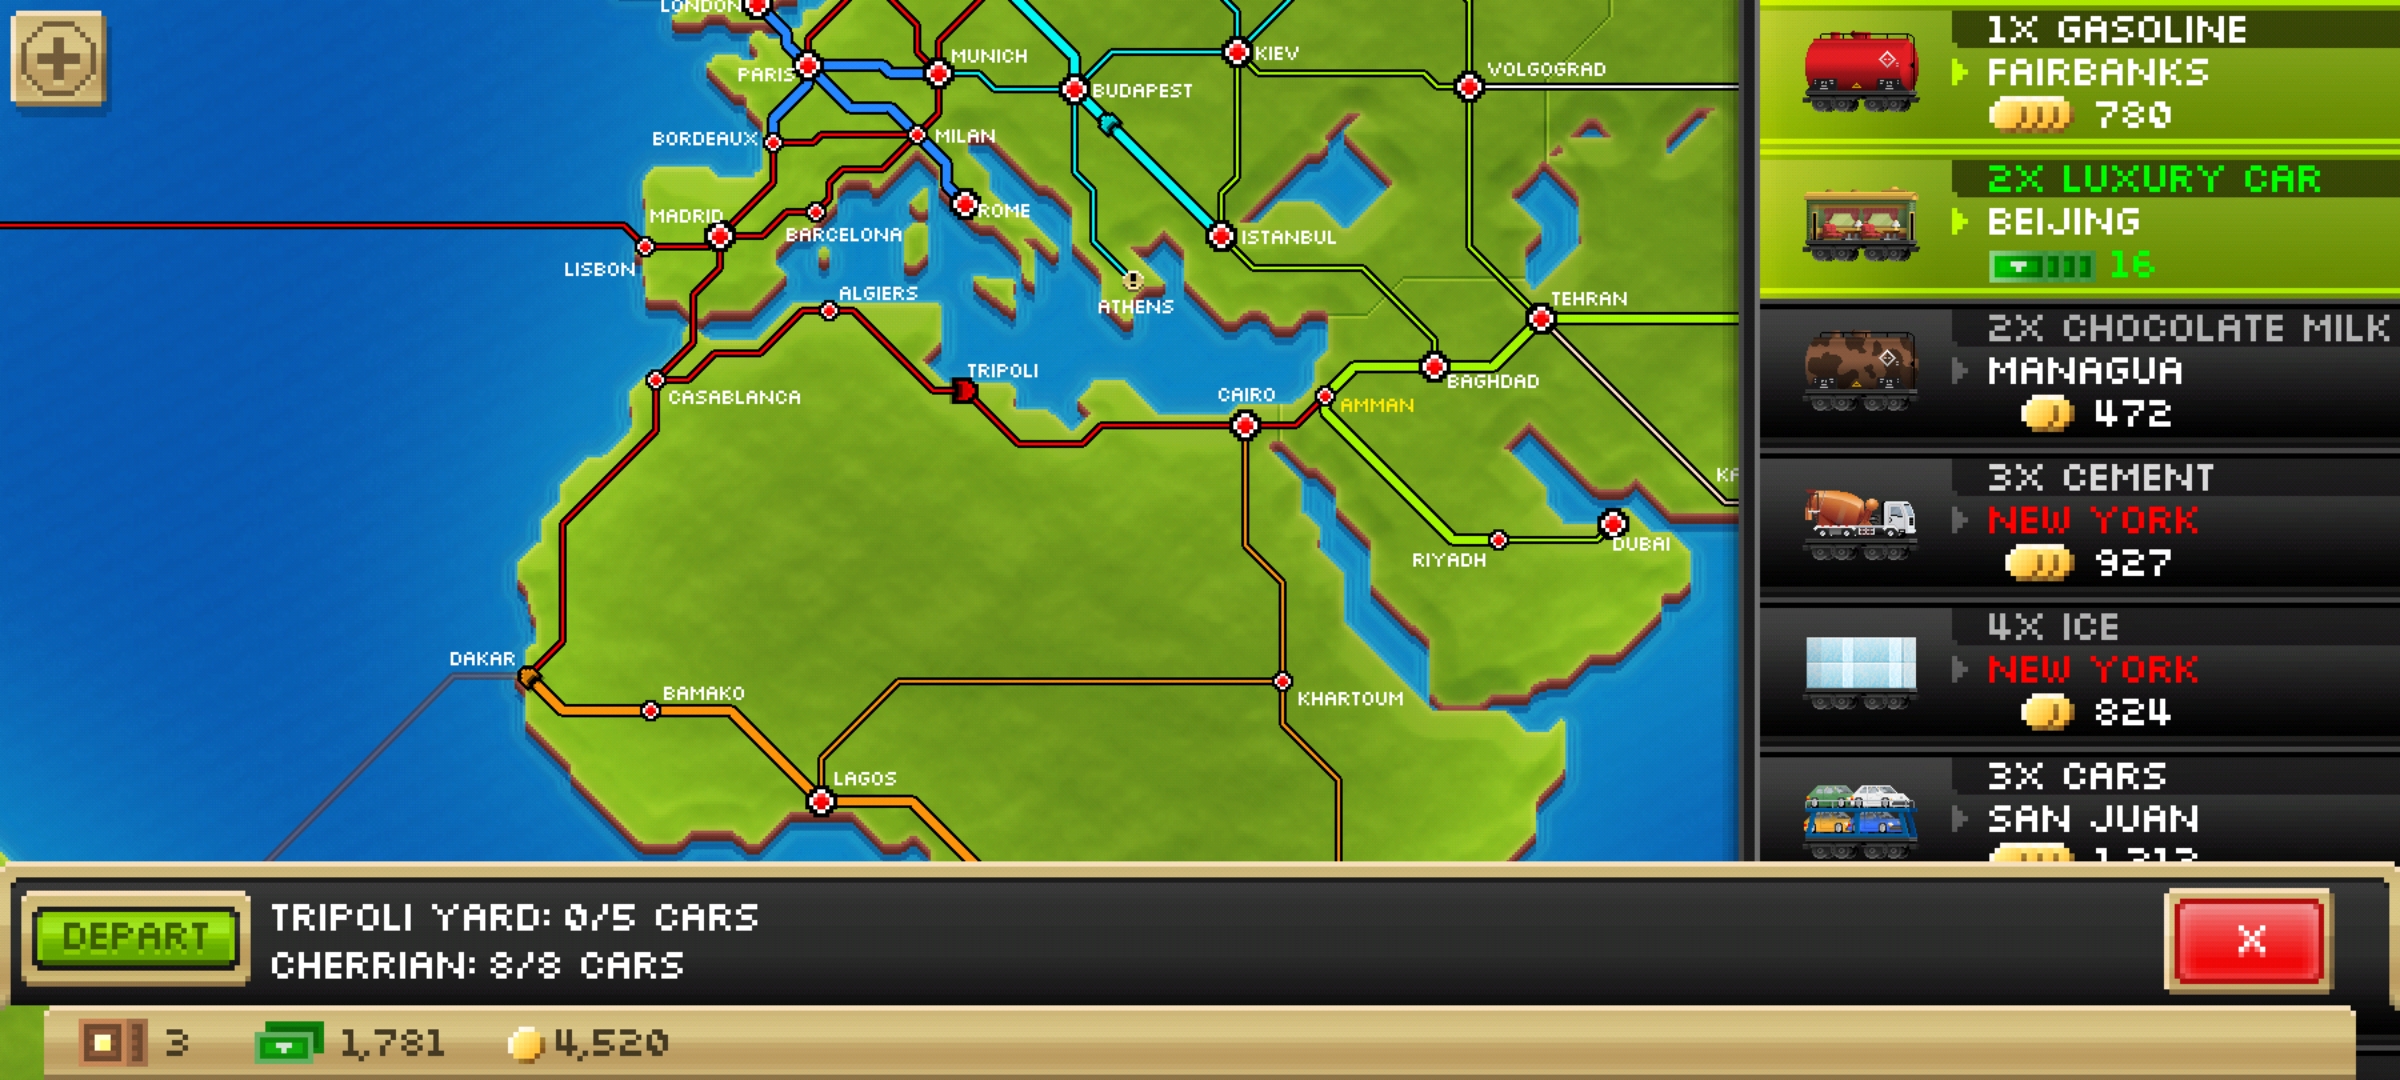 LONDON
PARIS
MUNICH
BUDAPEST
KIEV
VOLGOGRAD
BORDEAUX
MILAN
MADRID
ROME
BARCELONA
ISTANBUL
LISBON
ALGIERS
ATHENS
TEHRAN
TRIPOLI
CASABLANCA
CAIRO
AMMAN
BAGHDAD
RIYADH
DUBAI
DAKAR
BAMAKO
KHARTOUM
LAGOS
1X GASOLINE
FAIRBANKS
780
2X LUXURY CAR
BEIJING
16
2X CHOCOLATE MILK
MANAGUA
472
3X CEMENT
NEW YORK
927
4X ICE
NEW YORK
824
3X CARS
SAN JUAN
DEPART
TRIPOLI YARD: 0/5 CARS
CHERRIAN: 8/8 CARS
X
3
1,781
4,520